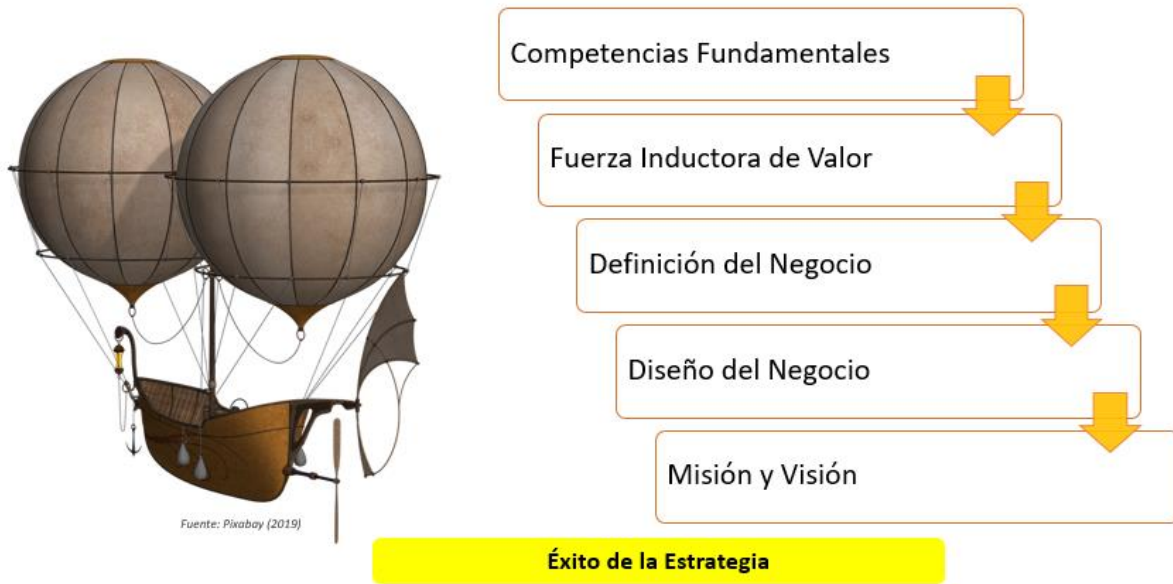 Competencias Fundamentales
Fuerza Inductora de Valor
Definición del Negocio
Diseño del Negocio
Misión y Visión
Fuente: Pixabay (2019)
Éxito de la Estrategia